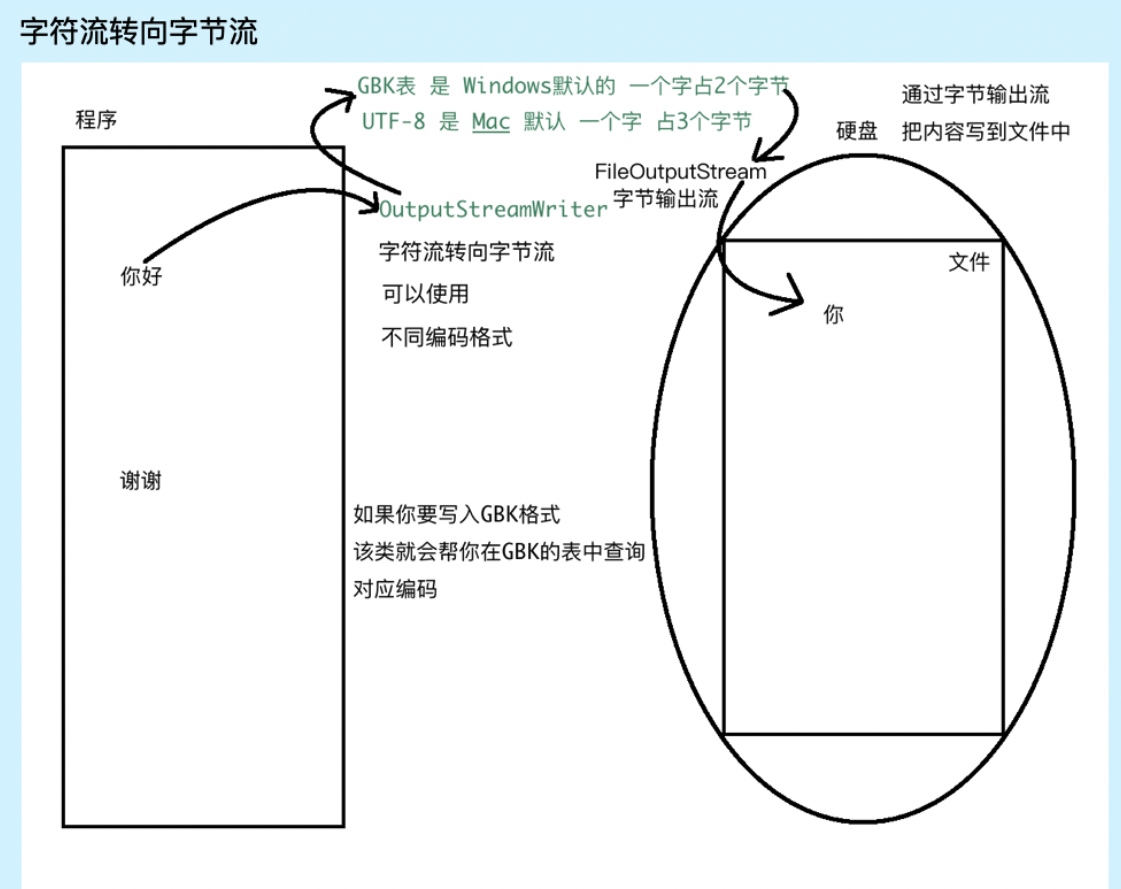 字符流转向字节流
GBK表 是 Windows默认的 一个字占2个字节
UTF-8 是 Mac 默认 一个字 占3个字节
通过字节输出流
把内容写到文件中
程序
硬盘
FileOutputStream
字节输出流
OutputStreamWriter
字符流转向字节流
可以使用
不同编码格式
你好
文件
你
谢谢
如果你要写入GBK格式
该类就会帮你在GBK的表中查询
对应编码